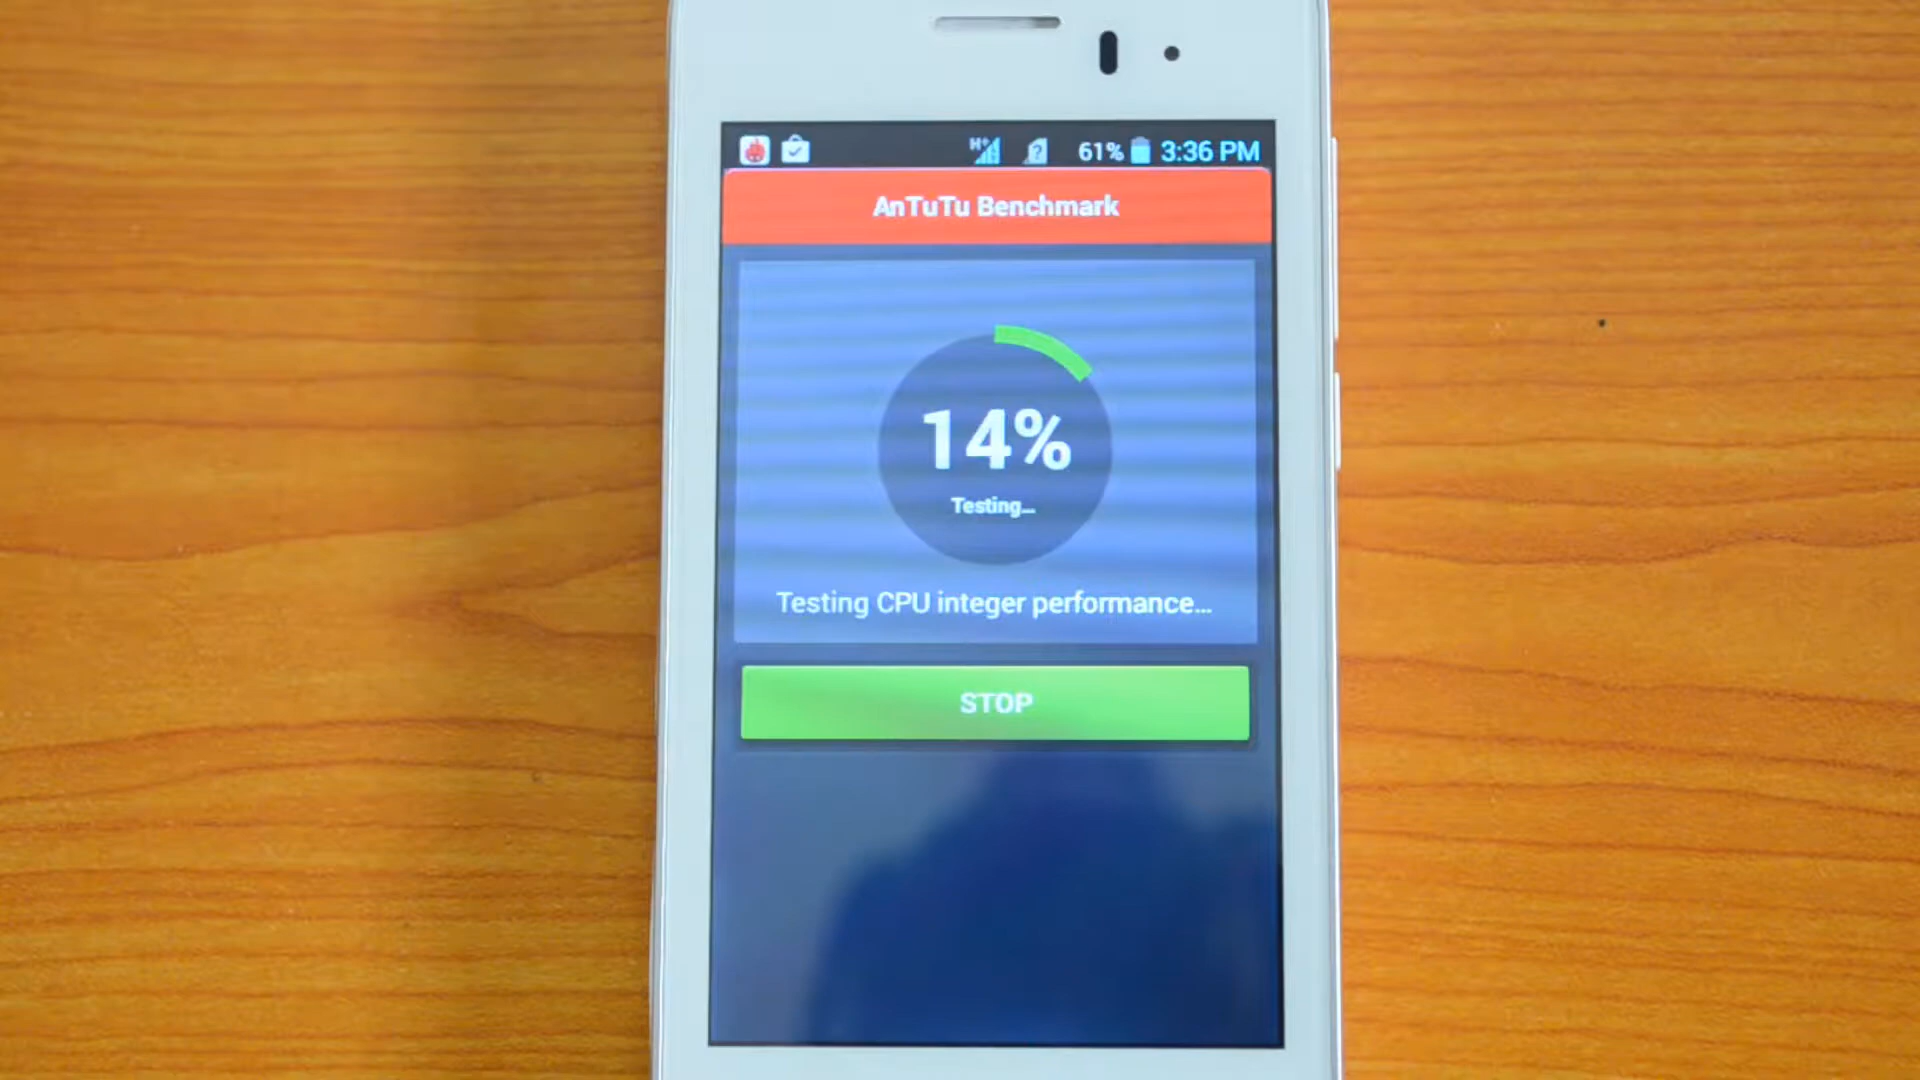 H+ ? 61% 3:36 PM
AnTuTu Benchmark
14%
Testing...
Testing CPU integer performance...
STOP